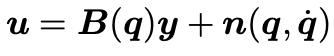 u = B(q)y + n(q, q̇)